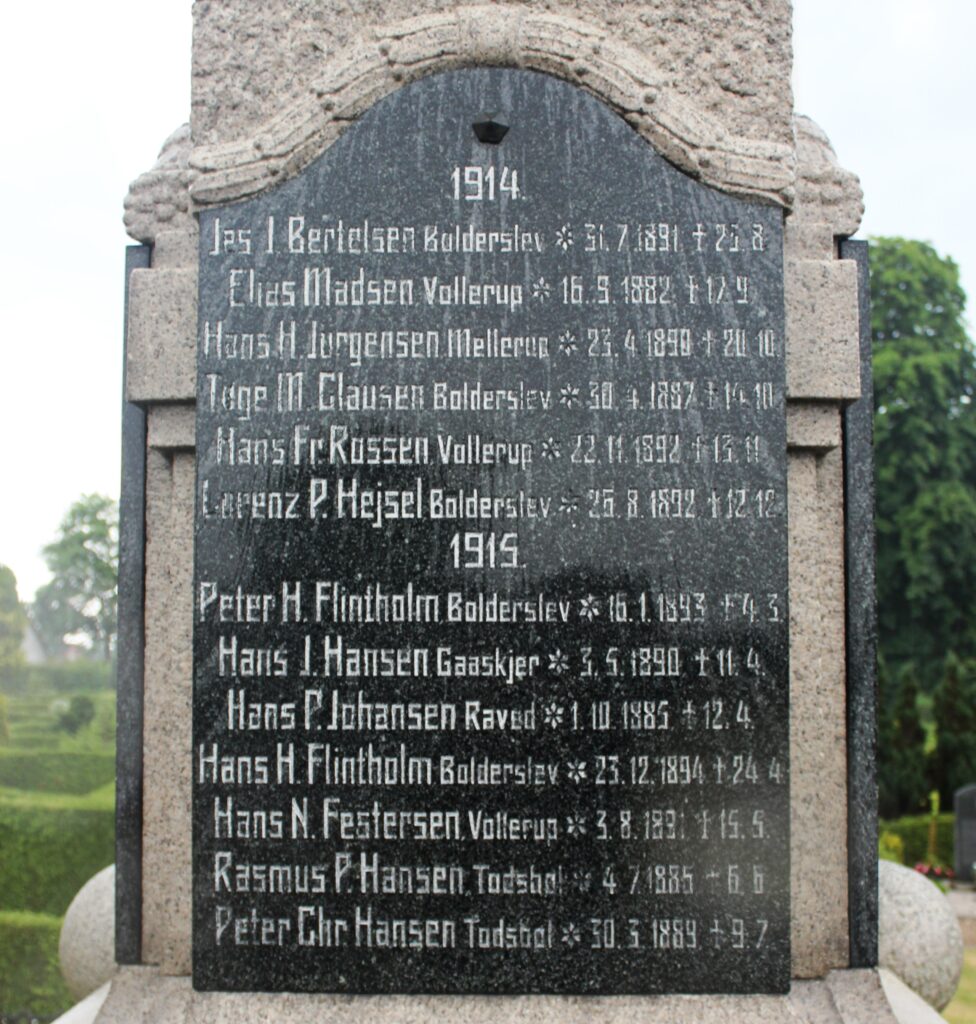 1914.
Jes J. Bertelsen Bolderslev * 31. 7. 1891. † 25. 8.
Elias Madsen Vollerup * 16. 9. 1882. † 17. 9.
Hans H. Jürgensen Mellerup * 23. 4. 1890 † 20. 10.
Tøge M. Clausen Bolderslev * 30. 4. 1887 † 14. 10.
Hans Fr. Rossen Vollerup * 22. 11. 1892 † 13. 11.
Lorenz P. Hejsel Bolderslev * 25. 8. 1892 † 12. 12.
1915.
Peter H. Flintholm Bolderslev * 16. 1. 1893 † 4. 3.
Hans J. Hansen Gaaskjer * 3. 5. 1890. † 11. 4.
Hans P. Johansen Raved * 1. 10. 1885 † 12. 4.
Hans H. Flintholm Bolderslev * 23. 12. 1894 † 24. 4.
Hans N. Festersen Vollerup * 3. 8. 1891. † 15. 5.
Rasmus P. Hansen, Todsbøl * 4. 7. 1885 † 6. 6.
Peter Chr Hansen Todsbøl * 30. 3. 1889 † 9. 7.